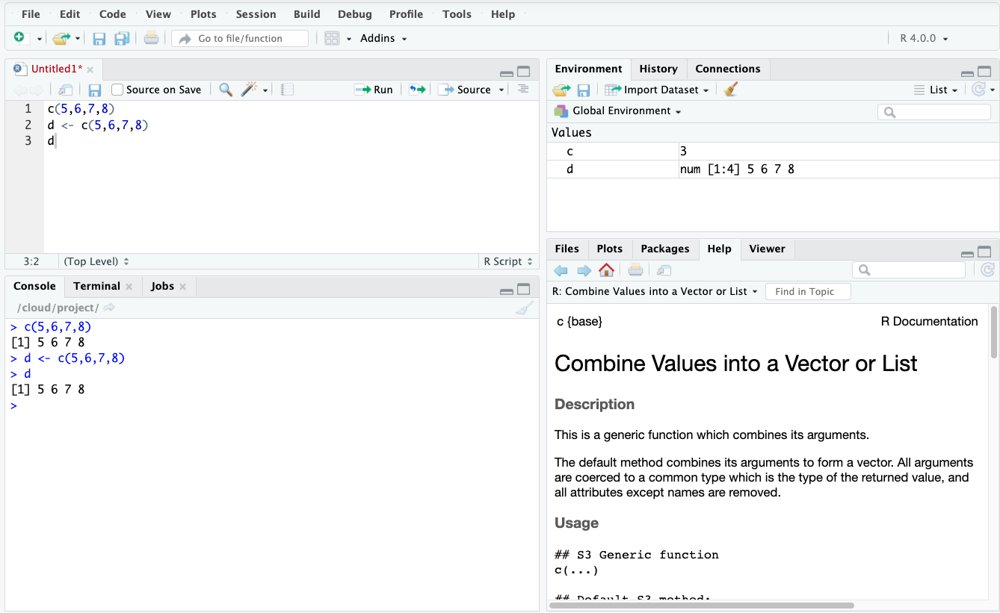 File Edit Code View Plots Session Build Debug Profile Tools Help
Go to file/function Addins R 4.0.0
Untitled1*
Source on Save Run Source
1 c(5,6,7,8)
2 d <- c(5,6,7,8)
3 d
3:2 (Top Level) R Script
Console Terminal Jobs
/cloud/project/
> c(5,6,7,8)
[1] 5 6 7 8
> d <- c(5,6,7,8)
> d
[1] 5 6 7 8
>
Environment History Connections
Import Dataset List
Global Environment
Values
c 3
d num [1:4] 5 6 7 8
Files Plots Packages Help Viewer
R: Combine Values into a Vector or List Find in Topic
c {base} R Documentation
Combine Values into a Vector or List
Description
This is a generic function which combines its arguments.
The default method combines its arguments to form a vector. All arguments
are coerced to a common type which is the type of the returned value, and
all attributes except names are removed.
Usage
## S3 Generic function
c(...)
## Default S3 method: